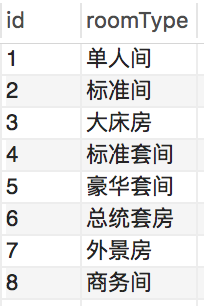 id roomType
1 单人间
2 标准间
3 大床房
4 标准套间
5 豪华套间
6 总统套房
7 外景房
8 商务间